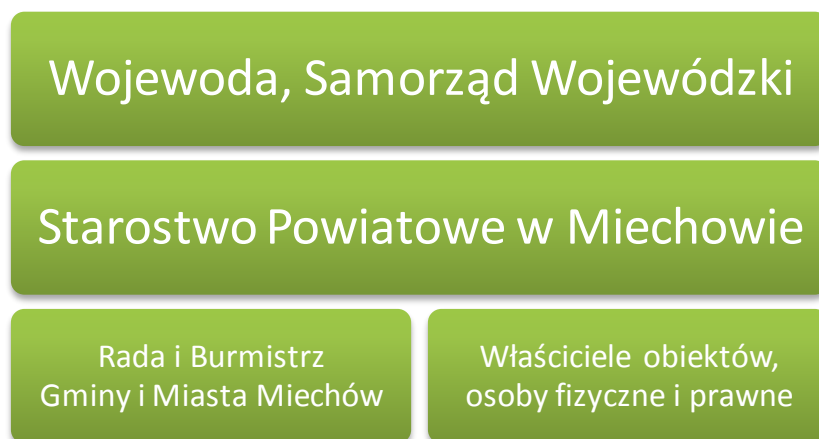 Wojewoda, Samorząd Wojewódzki
Starostwo Powiatowe w Miechowie
Rada i Burmistrz
Gminy i Miasta Miechów
Właściciele obiektów,
osoby fizyczne i prawne